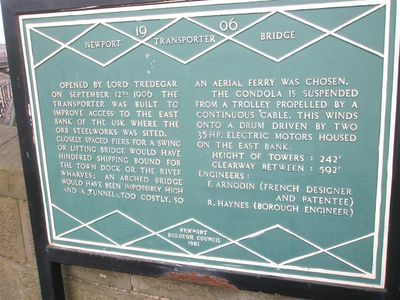 19 06
NEWPORT TRANSPORTER BRIDGE
OPENED BY LORD TREDEGAR
ON SEPTEMBER 12TH 1906 THE
TRANSPORTER WAS BUILT TO
IMPROVE ACCESS TO THE EAST
BANK OF THE USK WHERE THE
ORB STEELWORKS WAS SITED.
CLOSELY SPACED PIERS FOR A SWING
OR LIFTING BRIDGE WOULD HAVE
HINDERED SHIPPING BOUND FOR
THE TOWN DOCK OR THE RIVER
WHARVES; AN ARCHED BRIDGE
WOULD HAVE BEEN IMPOSSIBLY HIGH
AND A TUNNEL TOO COSTLY, SO
AN AERIAL FERRY WAS CHOSEN.
THE GONDOLA IS SUSPENDED
FROM A TROLLEY PROPELLED BY A
CONTINUOUS CABLE. THIS WINDS
ONTO A DRUM DRIVEN BY TWO
35 HP. ELECTRIC MOTORS HOUSED
ON THE EAST BANK.
HEIGHT OF TOWERS : 242'
CLEARWAY BETWEEN : 592'
ENGINEERS :
F. ARNODIN (FRENCH DESIGNER
AND PATENTEE)
R. HAYNES (BOROUGH ENGINEER)
NEWPORT
BOROUGH COUNCIL
1981